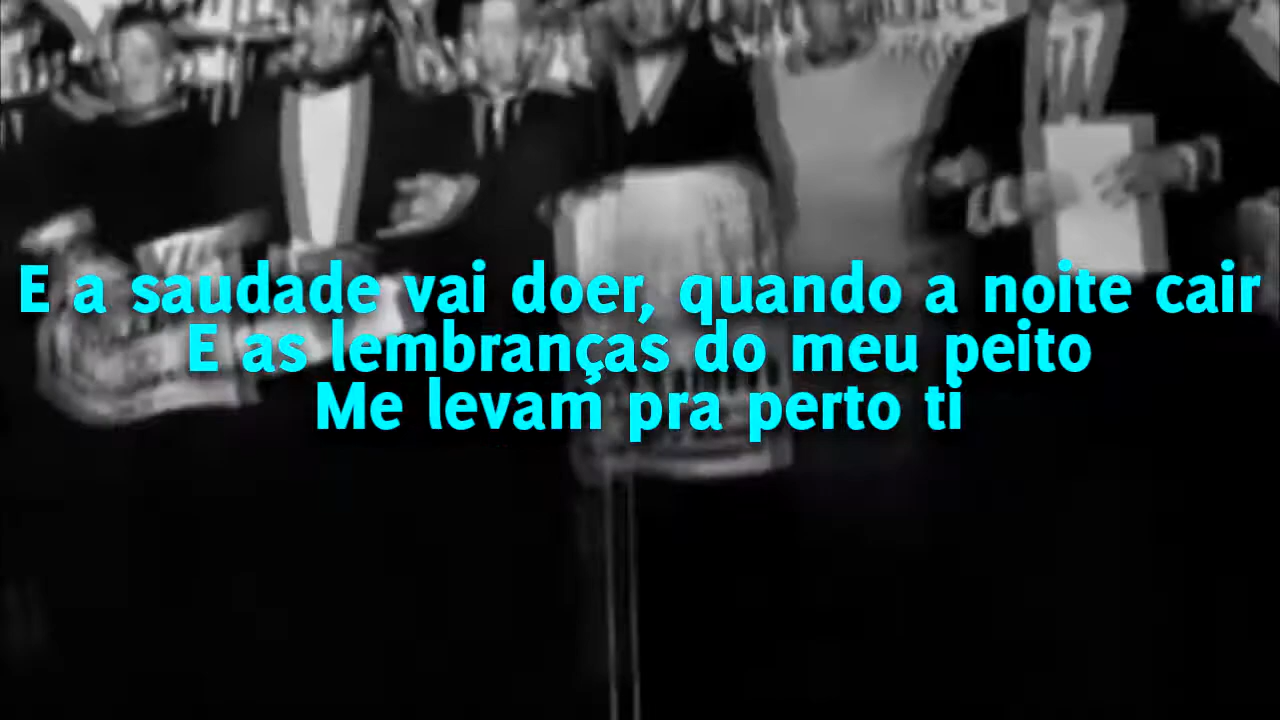 E a saudade vai doer, quando a noite cair
E as lembranças do meu peito
Me levam pra perto ti